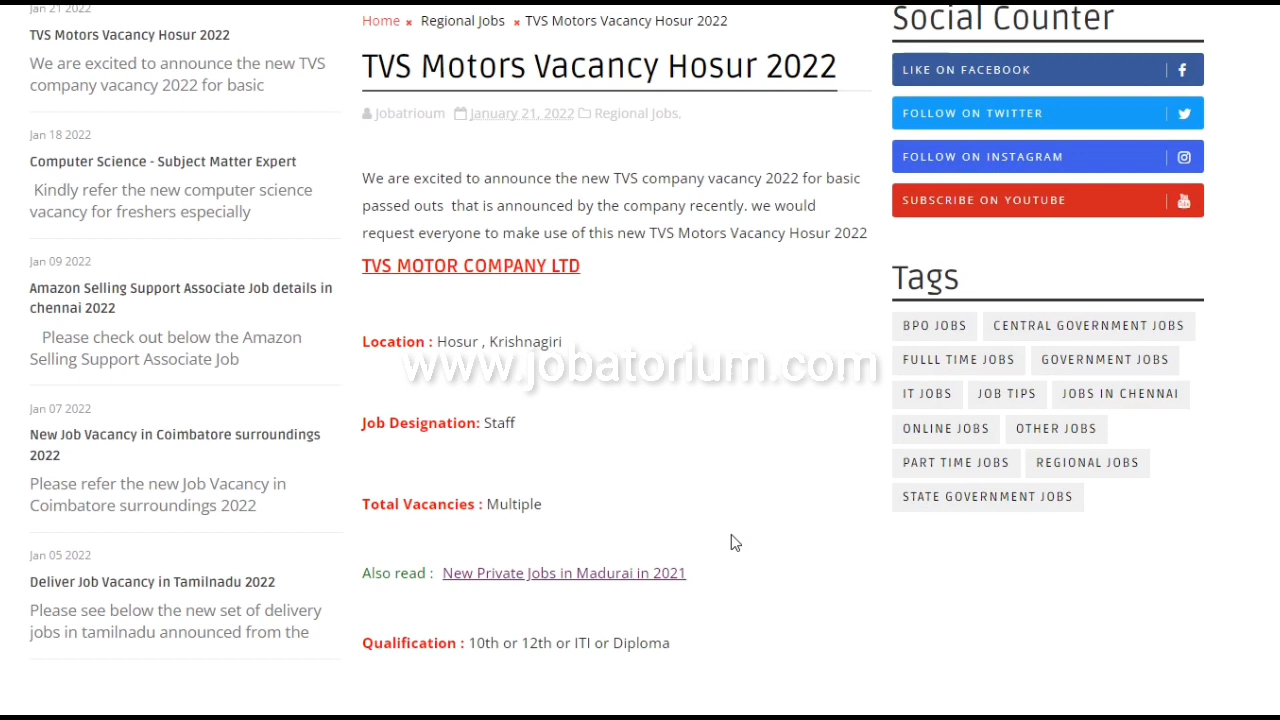 Jan 21 2022
TVS Motors Vacancy Hosur 2022
We are excited to announce the new TVS
company vacancy 2022 for basic
Jan 18 2022
Computer Science - Subject Matter Expert
Kindly refer the new computer science
vacancy for freshers especially
Jan 09 2022
Amazon Selling Support Associate Job details in
chennai 2022
Please check out below the Amazon
Selling Support Associate Job
Jan 07 2022
New Job Vacancy in Coimbatore surroundings
2022
Please refer the new Job Vacancy in
Coimbatore surroundings 2022
Jan 05 2022
Deliver Job Vacancy in Tamilnadu 2022
Please see below the new set of delivery
jobs in tamilnadu announced from the
Home × Regional Jobs × TVS Motors Vacancy Hosur 2022
TVS Motors Vacancy Hosur 2022
Jobatrioum January 21, 2022 Regional Jobs,
We are excited to announce the new TVS company vacancy 2022 for basic
passed outs that is announced by the company recently. we would
request everyone to make use of this new TVS Motors Vacancy Hosur 2022
TVS MOTOR COMPANY LTD
Location : Hosur , Krishnagiri
www.jobatorium.com
Job Designation: Staff
Total Vacancies : Multiple
Also read : New Private Jobs in Madurai in 2021
Qualification : 10th or 12th or ITI or Diploma
Social Counter
LIKE ON FACEBOOK
FOLLOW ON TWITTER
FOLLOW ON INSTAGRAM
SUBSCRIBE ON YOUTUBE
Tags
BPO JOBS CENTRAL GOVERNMENT JOBS
FULLL TIME JOBS GOVERNMENT JOBS
IT JOBS JOB TIPS JOBS IN CHENNAI
ONLINE JOBS OTHER JOBS
PART TIME JOBS REGIONAL JOBS
STATE GOVERNMENT JOBS